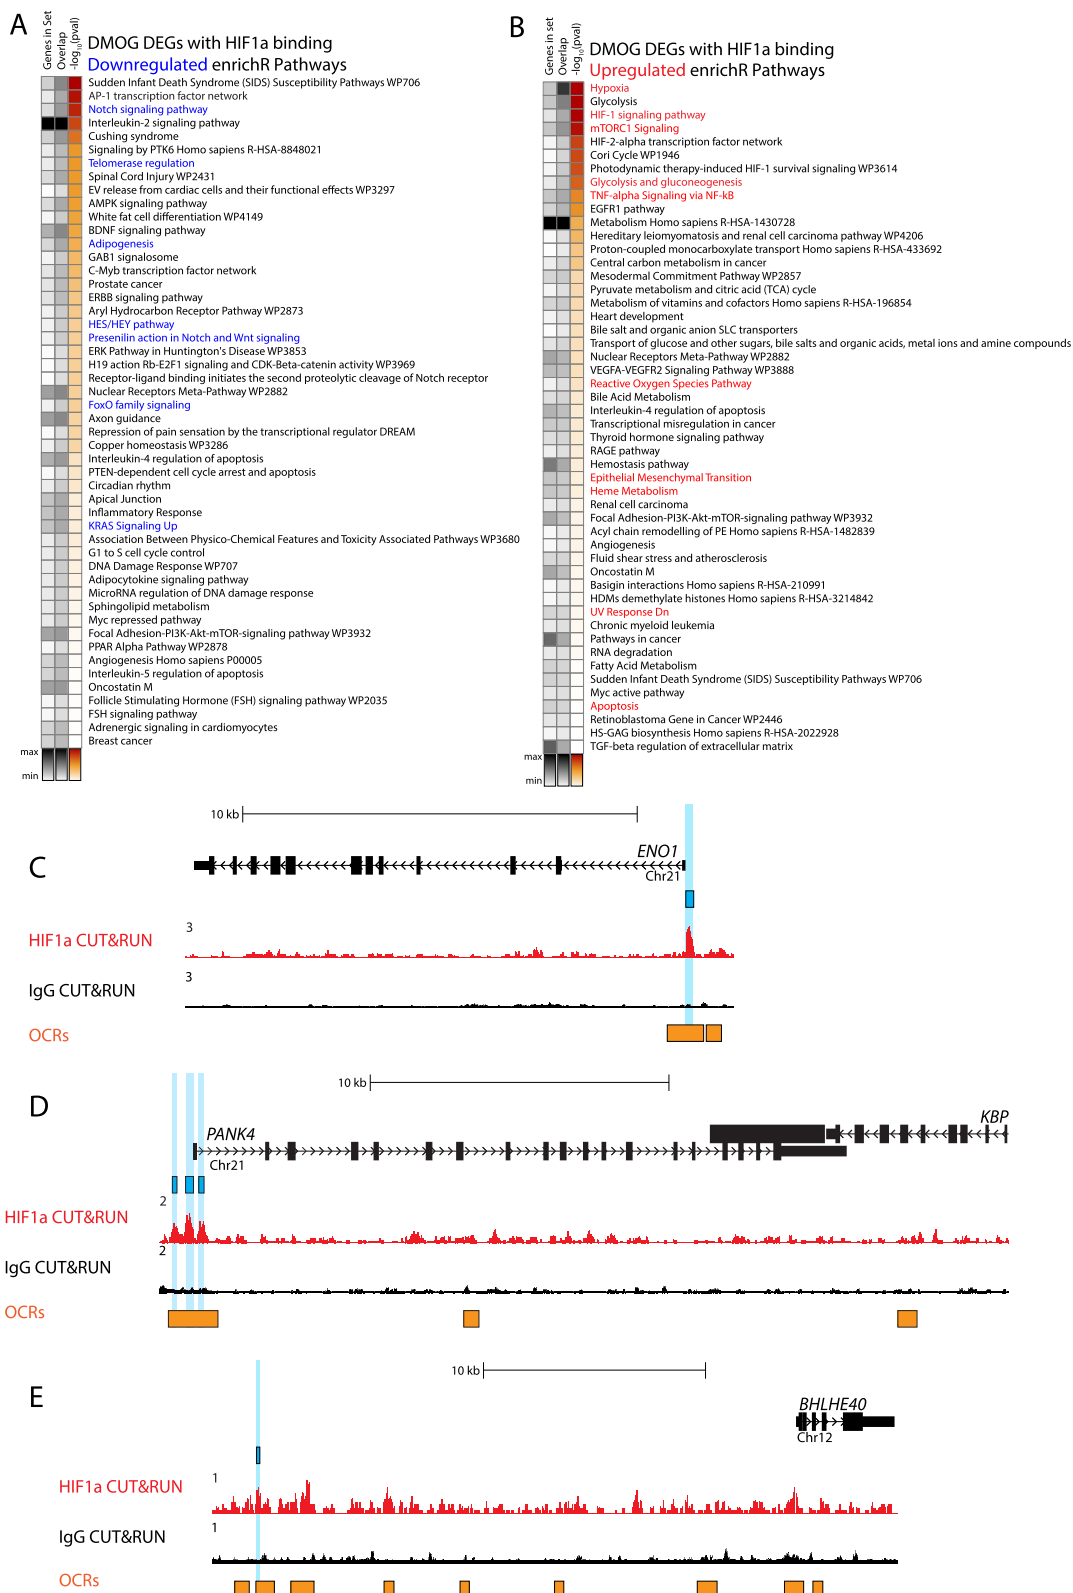 A
Genes in Set
Overlap
-log10(pval)
DMOG DEGs with HIF1a binding
Downregulated enrichR Pathways
Sudden Infant Death Syndrome (SIDS) Susceptibility Pathways WP706
AP-1 transcription factor network
Notch signaling pathway
Interleukin-2 signaling pathway
Cushing syndrome
Signaling by PTK6 Homo sapiens R-HSA-8848021
Telomerase regulation
Spinal Cord Injury WP2431
EV release from cardiac cells and their functional effects WP3297
AMPK signaling pathway
White fat cell differentiation WP4149
BDNF signaling pathway
Adipogenesis
GAB1 signalosome
C-Myb transcription factor network
Prostate cancer
ERBB signaling pathway
Aryl Hydrocarbon Receptor Pathway WP2873
HES/HEY pathway
Presenilin action in Notch and Wnt signaling
ERK Pathway in Huntington's Disease WP3853
H19 action Rb-E2F1 signaling and CDK-Beta-catenin activity WP3969
Receptor-ligand binding initiates the second proteolytic cleavage of Notch receptor
Nuclear Receptors Meta-Pathway WP2882
FoxO family signaling
Axon guidance
Repression of pain sensation by the transcriptional regulator DREAM
Copper homeostasis WP3286
Interleukin-4 regulation of apoptosis
PTEN-dependent cell cycle arrest and apoptosis
Circadian rhythm
Apical Junction
Inflammatory Response
KRAS Signaling Up
Association Between Physico-Chemical Features and Toxicity Associated Pathways WP3680
G1 to S cell cycle control
DNA Damage Response WP707
Adipocytokine signaling pathway
MicroRNA regulation of DNA damage response
Sphingolipid metabolism
Myc repressed pathway
Focal Adhesion-PI3K-Akt-mTOR-signaling pathway WP3932
PPAR Alpha Pathway WP2878
Angiogenesis Homo sapiens P00005
Interleukin-5 regulation of apoptosis
Oncostatin M
Follicle Stimulating Hormone (FSH) signaling pathway WP2035
FSH signaling pathway
Adrenergic signaling in cardiomyocytes
Breast cancer
max
min
B
Genes in set
Overlap
-log10(pval)
DMOG DEGs with HIF1a binding
Upregulated enrichR Pathways
Hypoxia
Glycolysis
HIF-1 signaling pathway
mTORC1 Signaling
HIF-2-alpha transcription factor network
Cori Cycle WP1946
Photodynamic therapy-induced HIF-1 survival signaling WP3614
Glycolysis and gluconeogenesis
TNF-alpha Signaling via NF-kB
EGFR1 pathway
Metabolism Homo sapiens R-HSA-1430728
Hereditary leiomyomatosis and renal cell carcinoma pathway WP4206
Proton-coupled monocarboxylate transport Homo sapiens R-HSA-433692
Central carbon metabolism in cancer
Mesodermal Commitment Pathway WP2857
Pyruvate metabolism and citric acid (TCA) cycle
Metabolism of vitamins and cofactors Homo sapiens R-HSA-196854
Heart development
Bile salt and organic anion SLC transporters
Transport of glucose and other sugars, bile salts and organic acids, metal ions and amine compounds
Nuclear Receptors Meta-Pathway WP2882
VEGFA-VEGFR2 Signaling Pathway WP3888
Reactive Oxygen Species Pathway
Bile Acid Metabolism
Interleukin-4 regulation of apoptosis
Transcriptional misregulation in cancer
Thyroid hormone signaling pathway
RAGE pathway
Hemostasis pathway
Epithelial Mesenchymal Transition
Heme Metabolism
Renal cell carcinoma
Focal Adhesion-PI3K-Akt-mTOR-signaling pathway WP3932
Acyl chain remodelling of PE Homo sapiens R-HSA-1482839
Angiogenesis
Fluid shear stress and atherosclerosis
Oncostatin M
Basigin interactions Homo sapiens R-HSA-210991
HDMs demethylate histones Homo sapiens R-HSA-3214842
UV Response Dn
Chronic myeloid leukemia
Pathways in cancer
RNA degradation
Fatty Acid Metabolism
Sudden Infant Death Syndrome (SIDS) Susceptibility Pathways WP706
Myc active pathway
Apoptosis
Retinoblastoma Gene in Cancer WP2446
HS-GAG biosynthesis Homo sapiens R-HSA-2022928
TGF-beta regulation of extracellular matrix
max
min
C
10 kb
ENO1
Chr21
3
HIF1a CUT&RUN
3
IgG CUT&RUN
OCRs
D
10 kb
PANK4
Chr21
KBP
2
HIF1a CUT&RUN
2
IgG CUT&RUN
OCRs
E
10 kb
BHLHE40
Chr12
1
HIF1a CUT&RUN
1
IgG CUT&RUN
OCRs